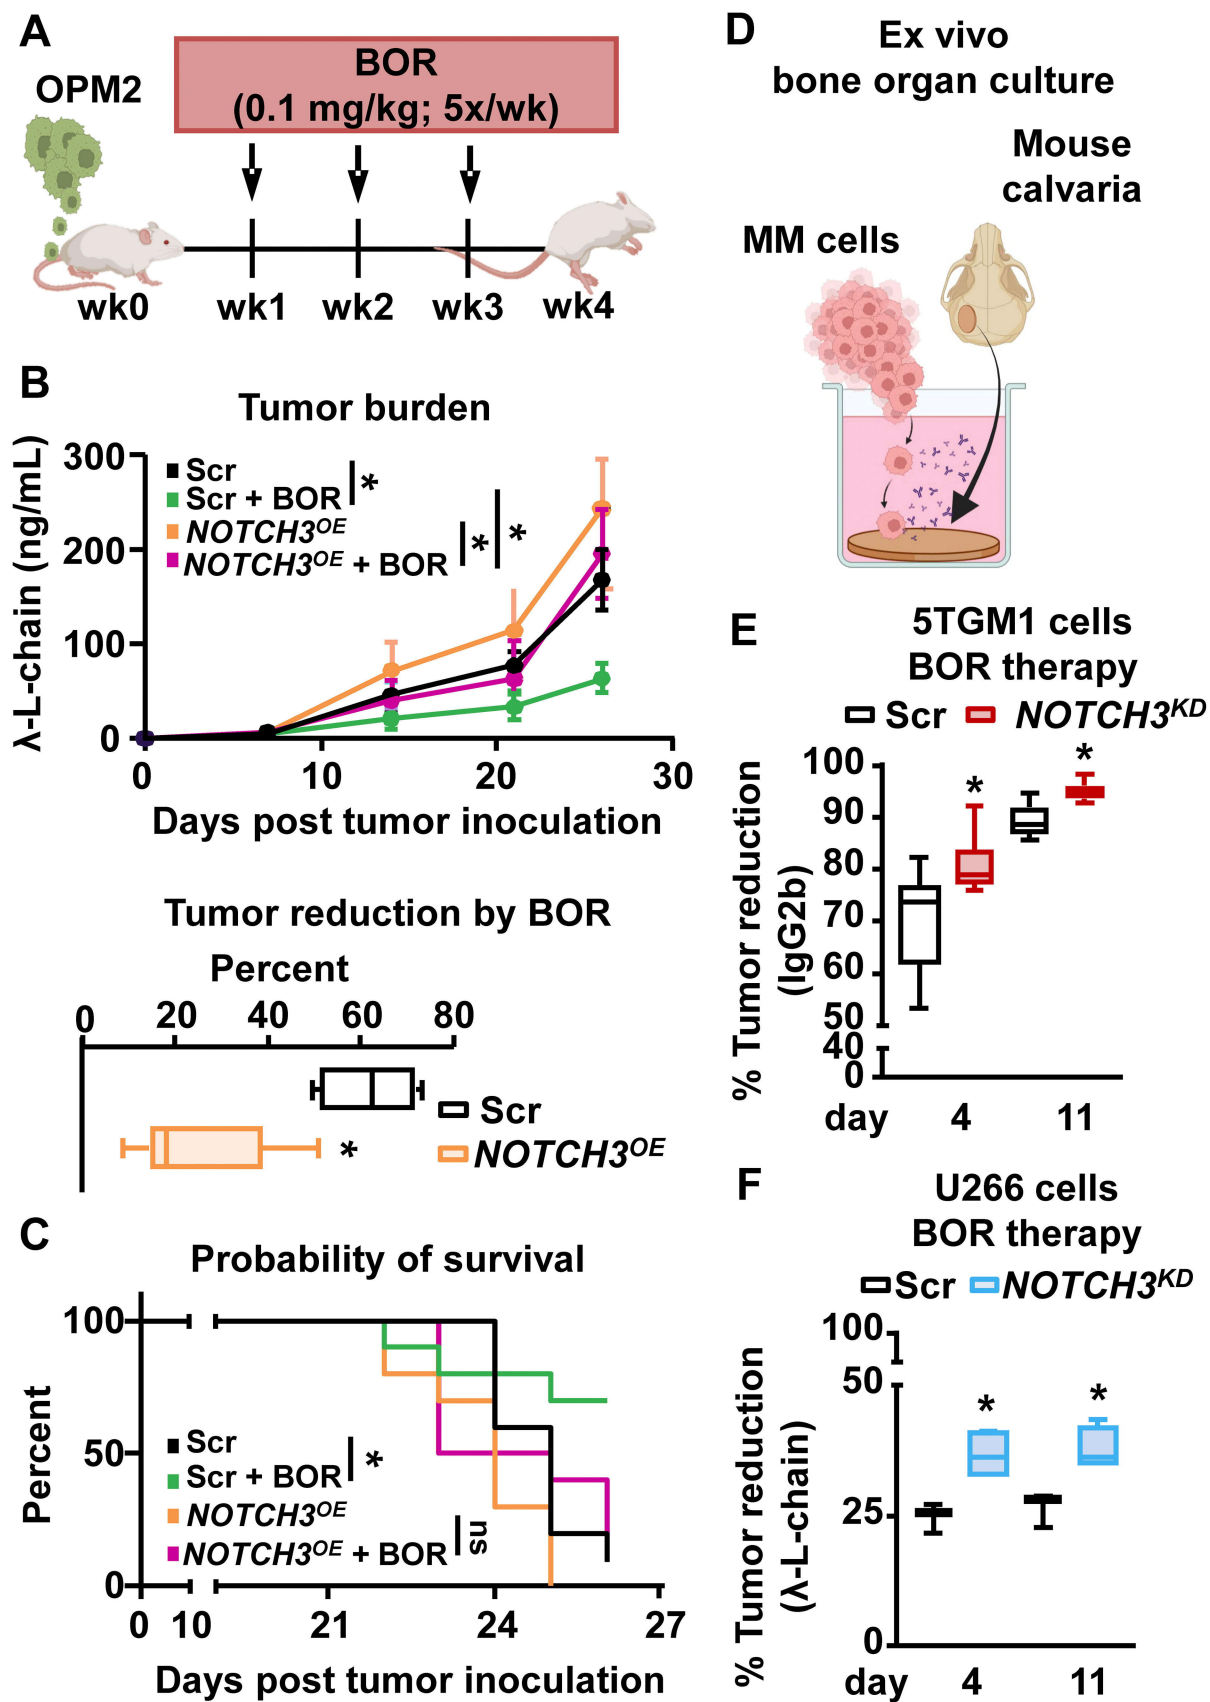 A
OPM2
BOR
(0.1 mg/kg; 5x/wk)
wk0
wk1
wk2
wk3
wk4
B
Tumor burden
λ-L-chain (ng/mL)
300
200
100
0
Scr
Scr + BOR
NOTCH3OE
NOTCH3OE + BOR
*
*
*
0
10
20
30
Days post tumor inoculation
Tumor reduction by BOR
Percent
0
20
40
60
80
Scr
NOTCH3OE
*
C
Probability of survival
Percent
100
50
0
Scr
Scr + BOR
NOTCH3OE
NOTCH3OE + BOR
*
ns
0
10
21
24
27
Days post tumor inoculation
D
Ex vivo
bone organ culture
Mouse
calvaria
MM cells
E
5TGM1 cells
BOR therapy
Scr
NOTCH3KD
% Tumor reduction
(IgG2b)
100
90
80
70
60
50
40
0
*
*
day
4
11
F
U266 cells
BOR therapy
Scr
NOTCH3KD
% Tumor reduction
(λ-L-chain)
100
50
25
0
*
*
day
4
11